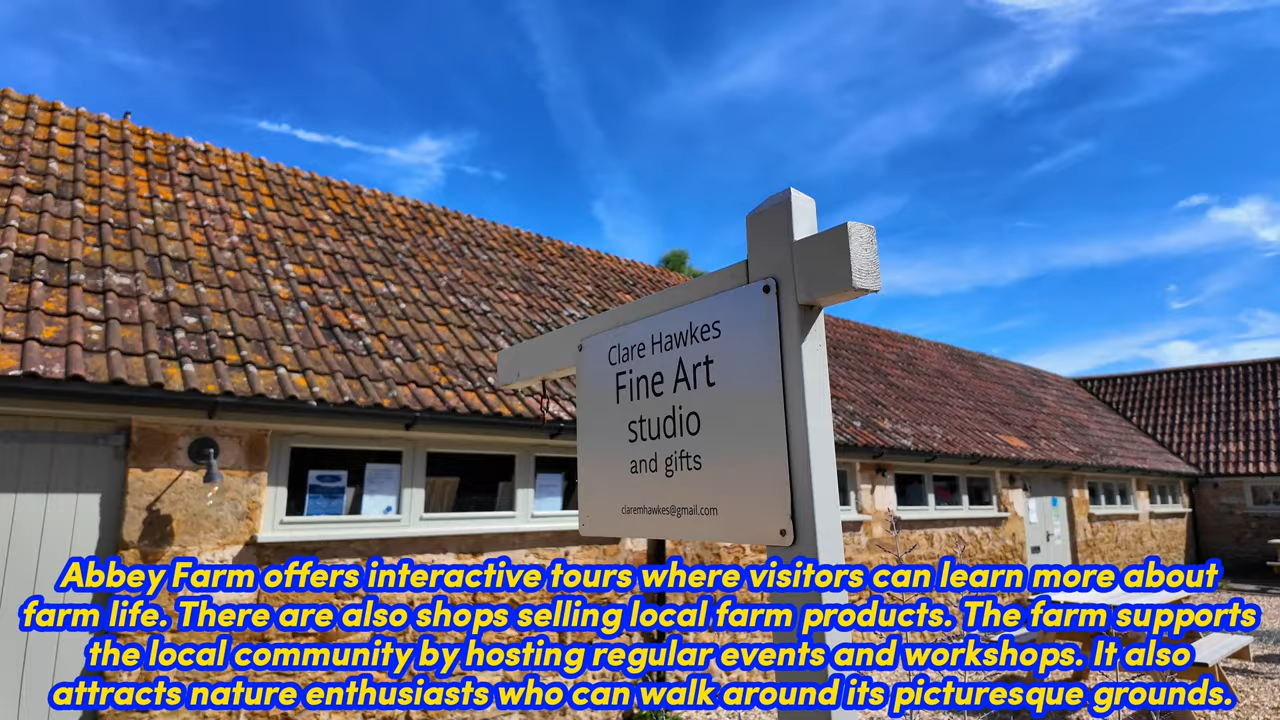 Clare Hawkes
Fine Art
studio
and gifts
claremhawkes@gmail.com
Abbey Farm offers interactive tours where visitors can learn more about
farm life. There are also shops selling local farm products. The farm supports
the local community by hosting regular events and workshops. It also
attracts nature enthusiasts who can walk around its picturesque grounds.